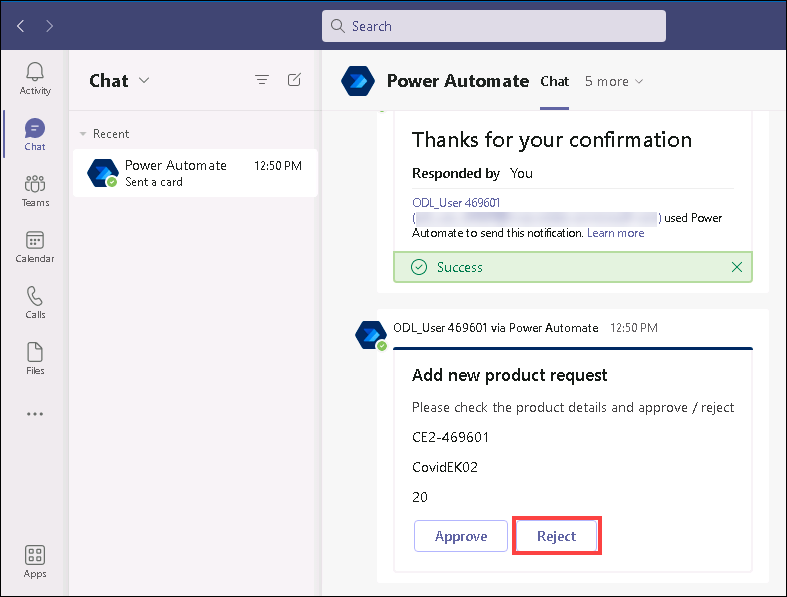 Search
Activity
Chat
Teams
Calendar
Calls
Files
Apps
Chat
Recent
Power Automate 12:50 PM
Sent a card
Power Automate Chat 5 more
Thanks for your confirmation
Responded by You
ODL_User 469601
( ) used Power
Automate to send this notification. Learn more
Success
ODL_User 469601 via Power Automate 12:50 PM
Add new product request
Please check the product details and approve / reject
CE2-469601
CovidEK02
20
Approve Reject